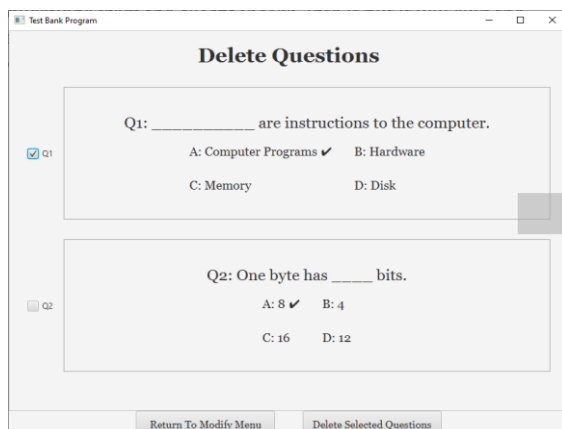 Test Bank Program
Delete Questions
Q1
Q1: __________ are instructions to the computer.
A: Computer Programs ✔ B: Hardware
C: Memory D: Disk
Q2
Q2: One byte has ____ bits.
A: 8 ✔ B: 4
C: 16 D: 12
Return To Modify Menu Delete Selected Questions